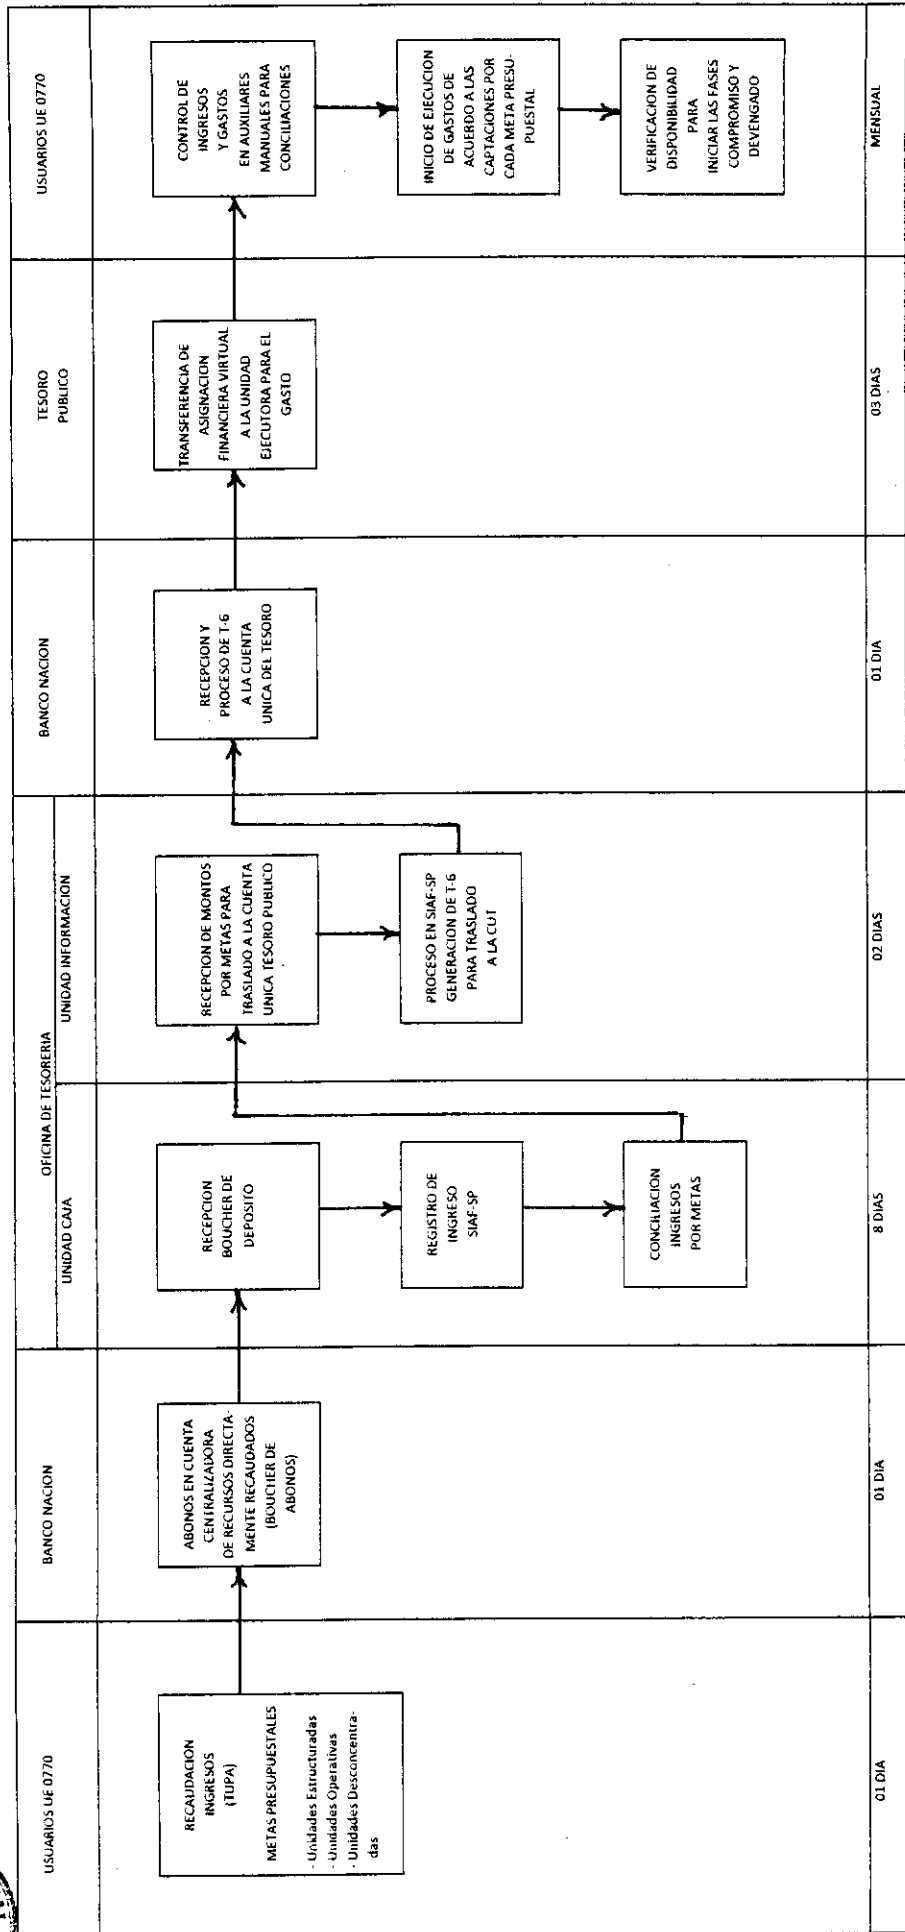 USUARIOS UE 0770
BANCO NACION
OFICINA DE TESORERIA
UNIDAD CAJA
UNIDAD INFORMACION
BANCO NACION
TESORO
PUBLICO
USUARIOS UE 0770
RECAUDACION
INGRESOS
(TUPA)
METAS PRESUPUESTALES
- Unidades Estructuradas
- Unidades Operativas
- Unidades Desconcentra-
das
ABONOS EN CUENTA
CENTRALIZADORA
DE RECURSOS DIRECTA-
MENTE RECAUDADOS
(BOUCHER DE
ABONOS)
RECEPCION
BOUCHER DE
DEPOSITO
REGISTRO DE
INGRESO
SIAF-SP
CONCILIACION
INGRESOS
POR METAS
RECEPCION DE MONTOS
POR METAS PARA
TRASLADO A LA CUENTA
UNICA TESORO PUBLICO
PROCESO EN SIAF-SP
GENERACION DE T-6
PARA TRASLADO
A LA CUT
RECEPCION Y
PROCESO DE T-6
A LA CUENTA
UNICA DEL TESORO
TRANSFERENCIA DE
ASIGNACION
FINANCIERA VIRTUAL
A LA UNIDAD
EJECUTORA PARA EL
GASTO
CONTROL DE
INGRESOS
Y GASTOS
EN AUXILIARES
MANUALES PARA
CONCILIACIONES
INICIO DE EJECUCION
DE GASTOS DE
ACUERDO A LAS
CAPTACIONES POR
CADA META PRESU-
PUESTAL
VERIFICACION DE
DISPONIBILIDAD
PARA
INICIAR LAS FASES
COMPROMISO Y
DEVENGADO
01 DIA
01 DIA
8 DIAS
02 DIAS
01 DIA
03 DIAS
MENSUAL